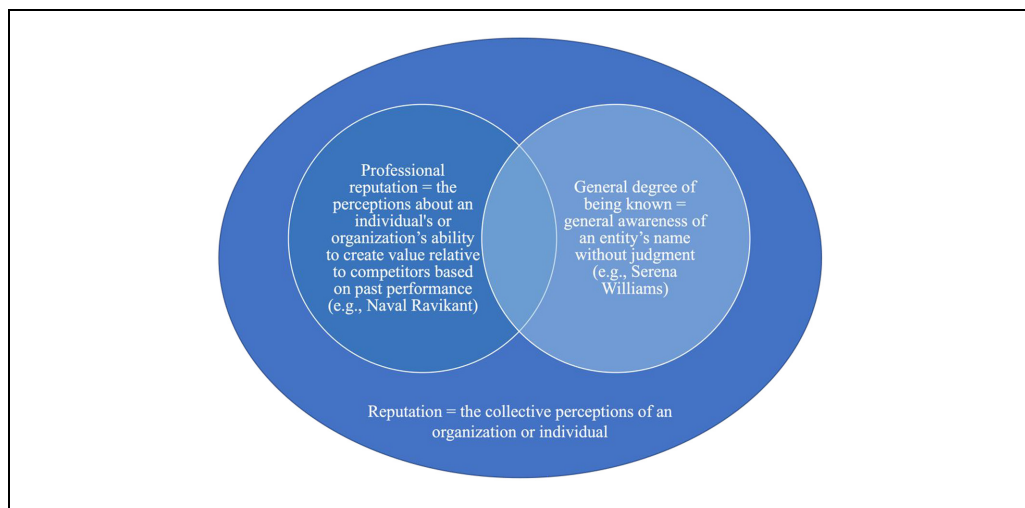 Professional
reputation = the
perceptions about an
individual's or
organization’s ability
to create value relative
to competitors based
on past performance
(e.g., Naval Ravikant)
General degree of
being known =
general awareness of
an entity’s name
without judgment
(e.g., Serena
Williams)
Reputation = the collective perceptions of an
organization or individual